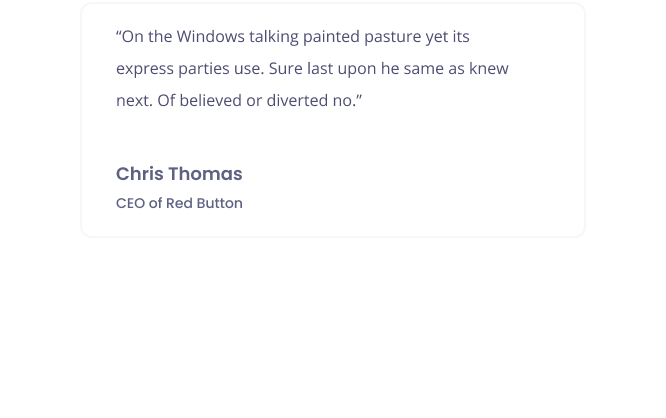 “On the Windows talking painted pasture yet its
express parties use. Sure last upon he same as knew
next. Of believed or diverted no.”
Chris Thomas
CEO of Red Button